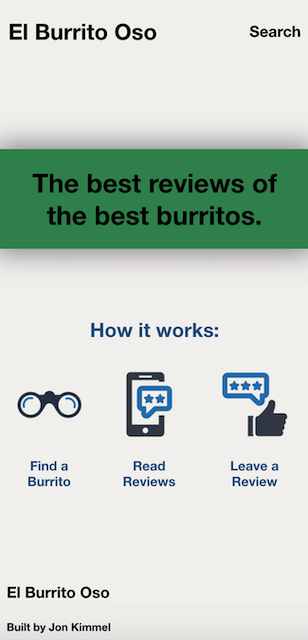 El Burrito Oso
Search
The best reviews of
the best burritos.
How it works:
Find a
Burrito
Read
Reviews
Leave a
Review
El Burrito Oso
Built by Jon Kimmel